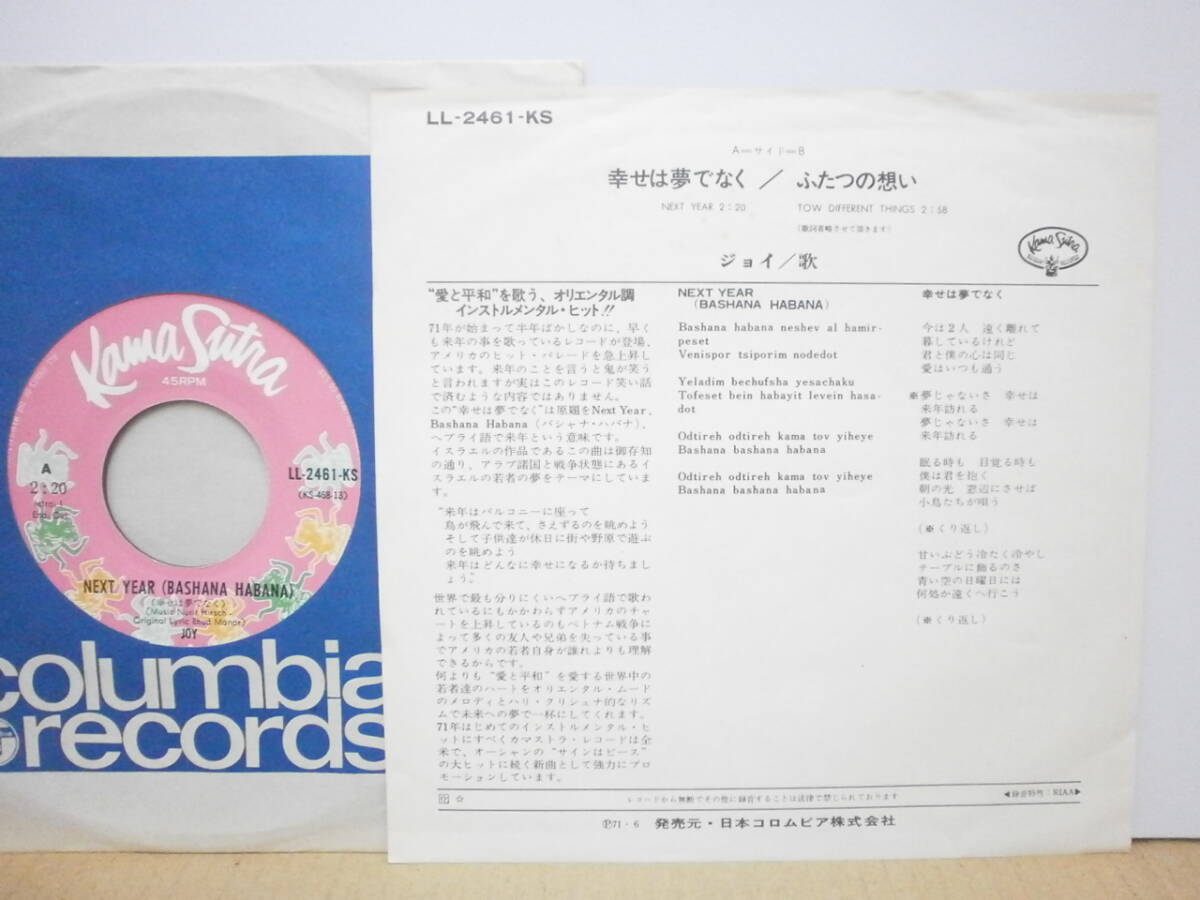 Kama Sutra
45RPM
A
2:20
LL-2461-KS
(KS-468-13)
NEXT YEAR (BASHANA HABANA)
(幸せは夢でなく)
(Music Nurit Hirsch -
Original Lyric Ehud Manor)
JOY
columbia
records
LL-2461-KS
A━サイド━B
幸せは夢でなく / ふたつの想い
NEXT YEAR 2:20
TOW DIFFERENT THINGS 2:58
(歌詞省略させて頂きます)
Kama Sutra
ジョイ/歌
“愛と平和”を歌う、オリエンタル調
インストルメンタル・ヒット!!
71年が始まって半年ばかしなのに、早く
も来年の事を歌っているレコードが登場、
アメリカのヒット・パレードを急上昇し
ています。来年のことを言うと鬼が笑う
と言われますが実はこのレコード笑い話
で済むような内容ではありません。
この“幸せは夢でなく”は原題をNext Year、
Bashana Habana (バシャナ・ハバナ)、
ヘブライ語で来年という意味です。
イスラエルの作品であるこの曲は御存知
の通り、アラブ諸国と戦争状態にあるイ
スラエルの若者の夢をテーマにしていま
す。
“来年はバルコニーに座って
鳥が飛んで来て、さえずるのを眺めよう
そして子供達が休日に街や野原で遊ぶ
のを眺めよう
来年はどんなに幸せになるか待ちまし
ょう”
世界で最も分りにくいヘブライ語で歌わ
れているにもかかわらずアメリカのチャ
ートを上昇しているのもベトナム戦争に
よって多くの友人や兄弟を失っている事
でアメリカの若者自身が誰れよりも理解
できるからです。
何よりも “愛と平和” を愛する世界中の
若者達のハートをオリエンタル・ムード
のメロディとハリ・クリシュナ的なリズ
ムで未来への夢で一杯にしてくれます。
71年はじめてのインストルメンタル・ヒ
ットにすべくカマストラ・レコードは全
米で、オーシャンの “サインはピース”
の大ヒットに続く新曲として強力にプロ
モーションしています。
NEXT YEAR
(BASHANA HABANA)
Bashana habana neshev al hamir-
peset
Venispor tsiporim nodedot
Yeladim bechufsha yesachaku
Tofeset bein habayit levein hasa-
dot
Odtireh odtireh kama tov yiheye
Bashana bashana habana
Odtireh odtireh kama tov yiheye
Bashana bashana habana
幸せは夢でなく
今は2人 遠く離れて
暮しているけれど
君と僕の心は同じ
愛はいつも通う
※夢じゃないさ 幸せは
来年訪れる
夢じゃないさ 幸せは
来年訪れる
眠る時も 目覚る時も
僕は君を抱く
朝の光 窓辺にさせば
小鳥たちが唄う
(※くり返し)
甘いぶどう冷たく冷やし
テーブルに飾るのさ
青い空の日曜日には
何処か遠くへ行こう
(※くり返し)
☆
レコードから無断でその他に録音することは法律で禁じられております
◀録音特性:RIAA▶
Ⓟ71・6 発売元・日本コロムビア株式会社